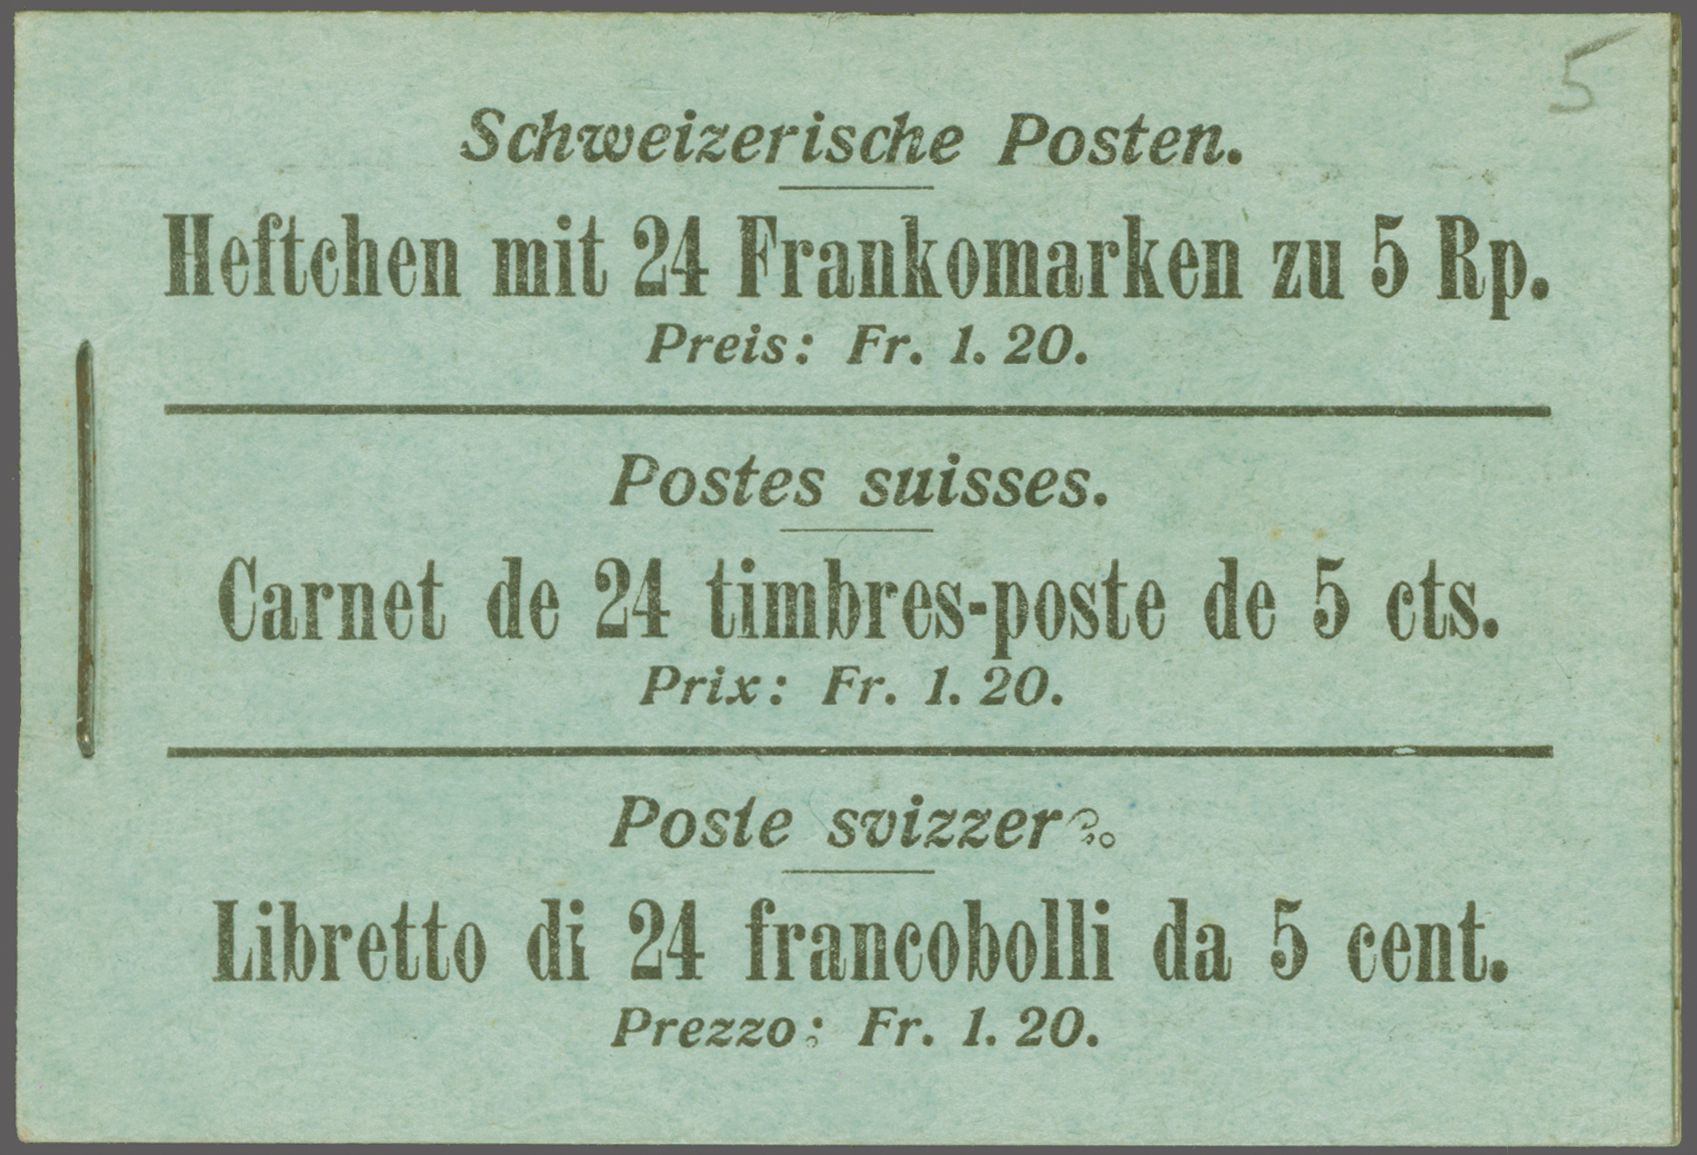 5
Schweizerische Posten.
Heftchen mit 24 Frankomarken zu 5 Rp.
Preis: Fr. 1. 20.
Postes suisses.
Carnet de 24 timbres-poste de 5 cts.
Prix: Fr. 1. 20.
Poste svizzere.
Libretto di 24 francobolli da 5 cent.
Prezzo: Fr. 1. 20.